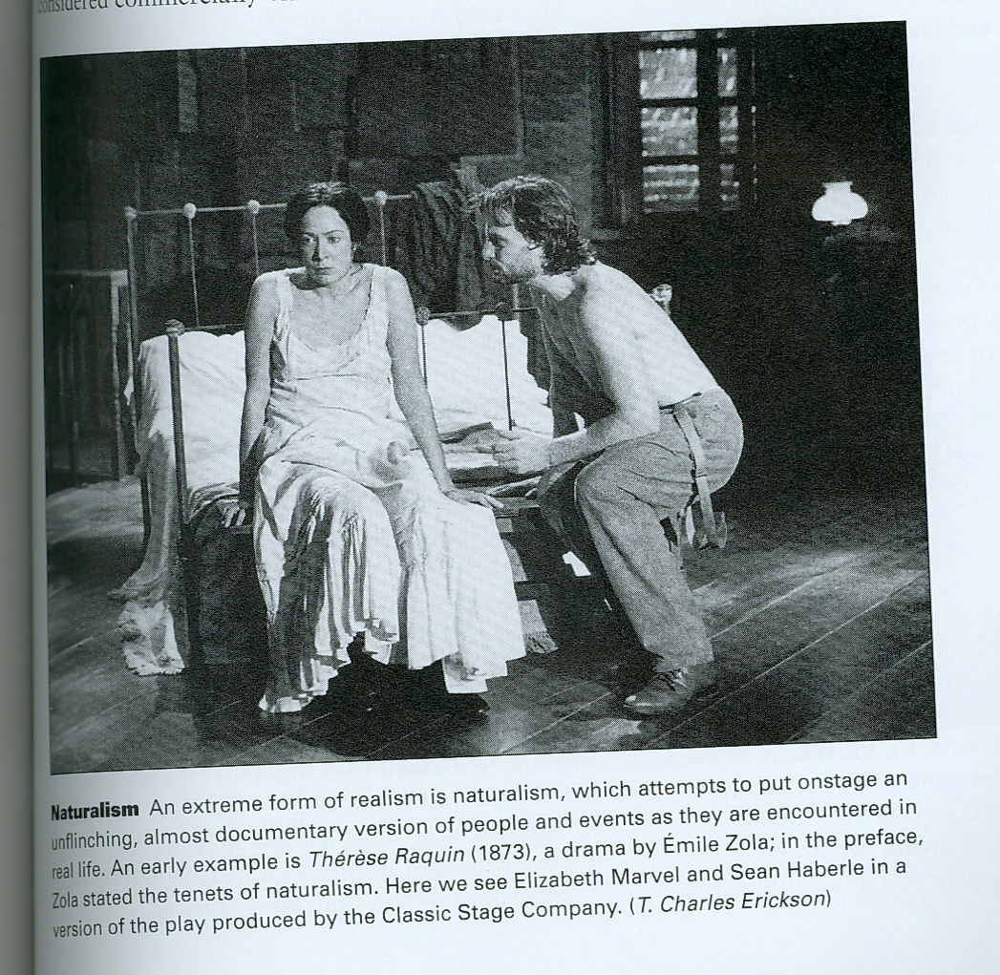 considered commercially
Naturalism An extreme form of realism is naturalism, which attempts to put onstage an
unflinching, almost documentary version of people and events as they are encountered in
real life. An early example is Thérèse Raquin (1873), a drama by Émile Zola; in the preface,
Zola stated the tenets of naturalism. Here we see Elizabeth Marvel and Sean Haberle in a
version of the play produced by the Classic Stage Company. (T. Charles Erickson)